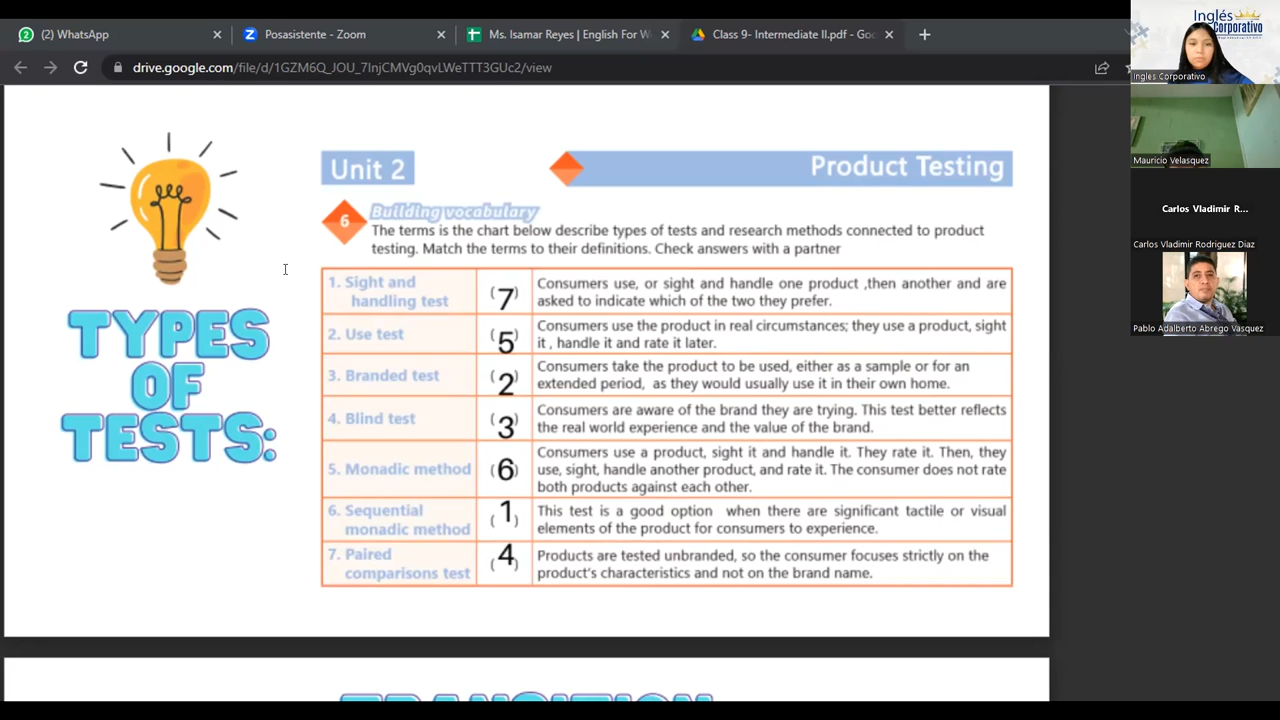 (2) WhatsApp
Posasistente - Zoom
Ms. Isamar Reyes | English For W
Class 9- Intermediate II.pdf - Goo
drive.google.com/file/d/1GZM6Q_JOU_7lnjCMVg0qvLWeTTT3GUc2/view
Inglés
Corporativo
Ingles Corporativo
Mauricio Velasquez
Carlos Vladimir R...
Carlos Vladimir Rodriguez Diaz
Pablo Adalberto Abrego Vasquez
TYPES
OF
TESTS:
Unit 2
Product Testing
6
Building vocabulary
The terms is the chart below describe types of tests and research methods connected to product
testing. Match the terms to their definitions. Check answers with a partner
1. Sight and
handling test
(7)
Consumers use, or sight and handle one product ,then another and are
asked to indicate which of the two they prefer.
2. Use test
(5)
Consumers use the product in real circumstances; they use a product, sight
it , handle it and rate it later.
3. Branded test
(2)
Consumers take the product to be used, either as a sample or for an
extended period, as they would usually use it in their own home.
4. Blind test
(3)
Consumers are aware of the brand they are trying. This test better reflects
the real world experience and the value of the brand.
5. Monadic method
(6)
Consumers use a product, sight it and handle it. They rate it. Then, they
use, sight, handle another product, and rate it. The consumer does not rate
both products against each other.
6. Sequential
monadic method
(1)
This test is a good option when there are significant tactile or visual
elements of the product for consumers to experience.
7. Paired
comparisons test
(4)
Products are tested unbranded, so the consumer focuses strictly on the
product's characteristics and not on the brand name.